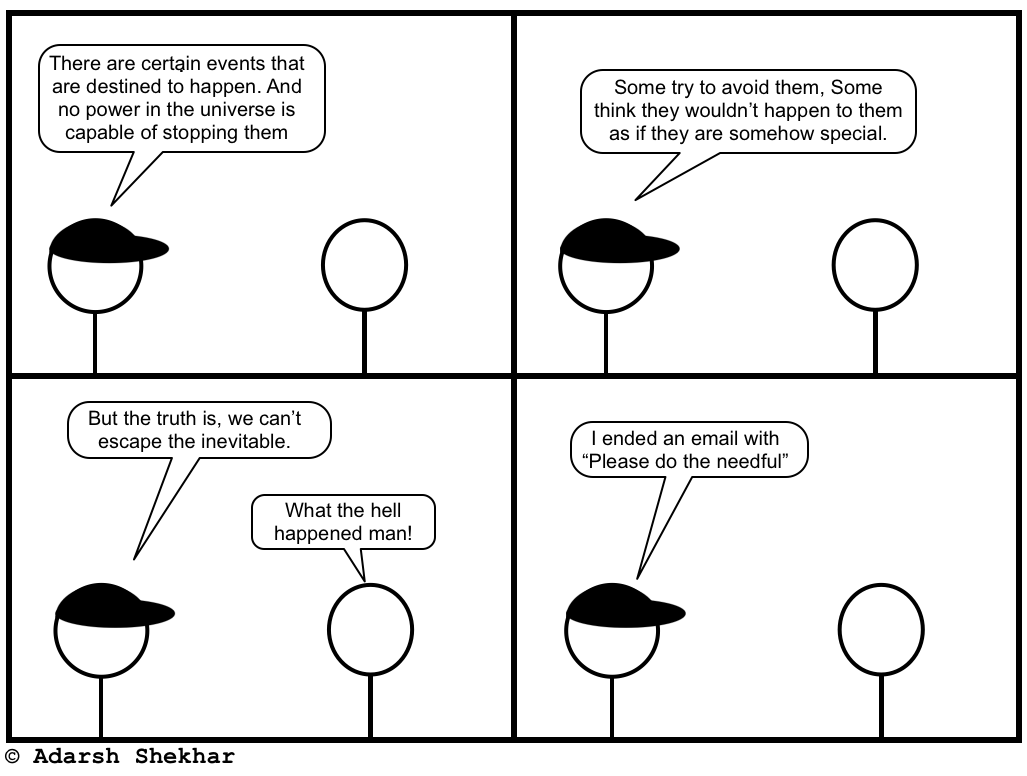 There are certain events that
are destined to happen. And
no power in the universe is
capable of stopping them
Some try to avoid them, Some
think they wouldn't happen to them
as if they are somehow special.
But the truth is, we can't
escape the inevitable.
What the hell
happened man!
I ended an email with
“Please do the needful”
© Adarsh Shekhar